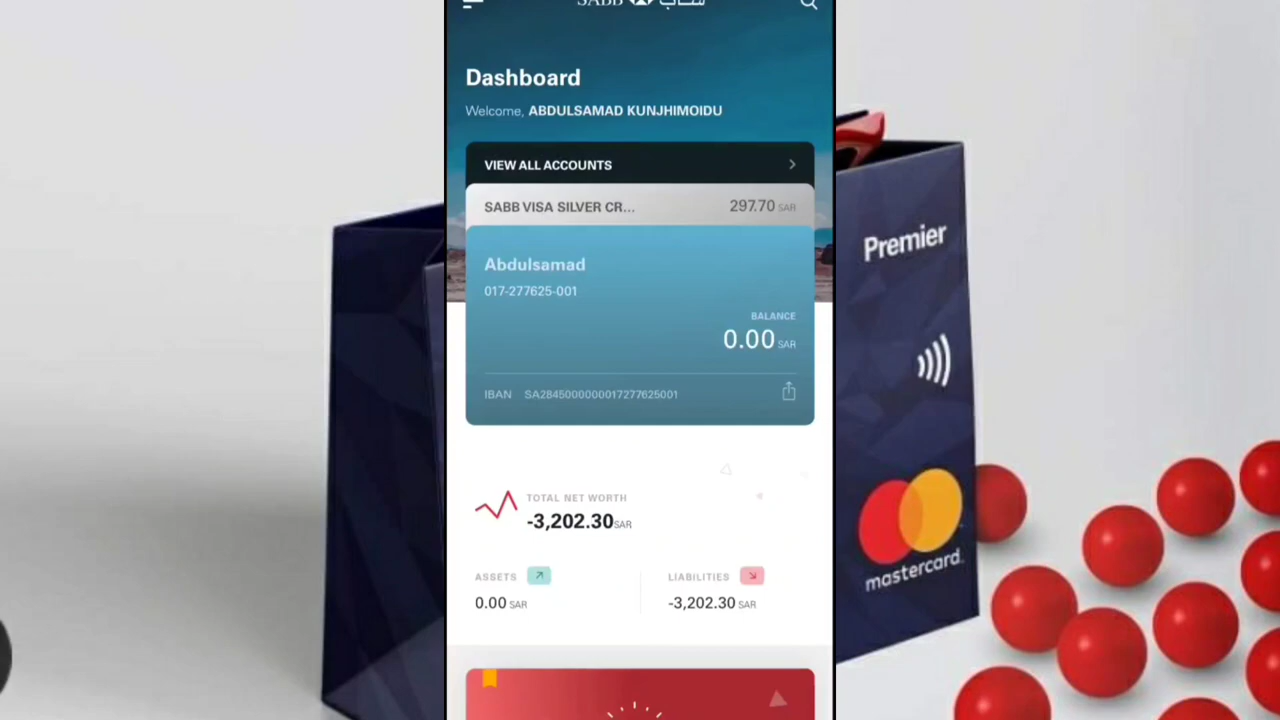 SABB ساب
Dashboard
Welcome, ABDULSAMAD KUNJHIMOIDU
VIEW ALL ACCOUNTS
SABB VISA SILVER CR... 297.70 SAR
Abdulsamad
017-277625-001
BALANCE
0.00 SAR
IBAN SA2845000000017277625001
TOTAL NET WORTH
-3,202.30 SAR
ASSETS
0.00 SAR
LIABILITIES
-3,202.30 SAR
Premier
mastercard.